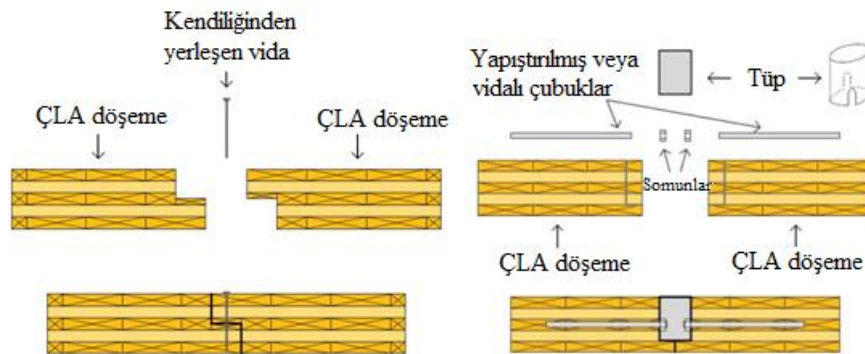 Kendiliğinden
yerleşen vida
ÇLA döşeme
ÇLA döşeme
Yapıştırılmış veya
vidalı çubuklar
Tüp
Somunlar
ÇLA döşeme
ÇLA döşeme